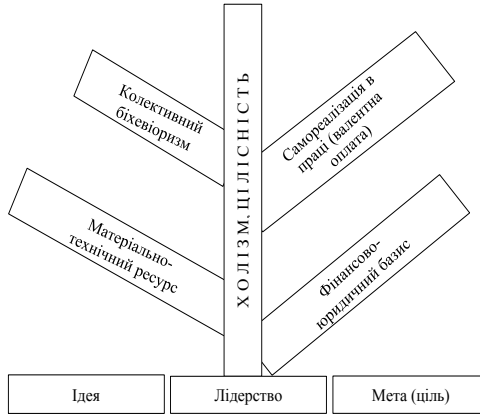 Колективний
біхевіоризм
Самореалізація в
праці (валентна
оплата)
ХОЛІЗМ, ЦІЛІСНІСТЬ
Матеріально-
технічний ресурс
Фінансово-
юридичний базис
Ідея
Лідерство
Мета (ціль)